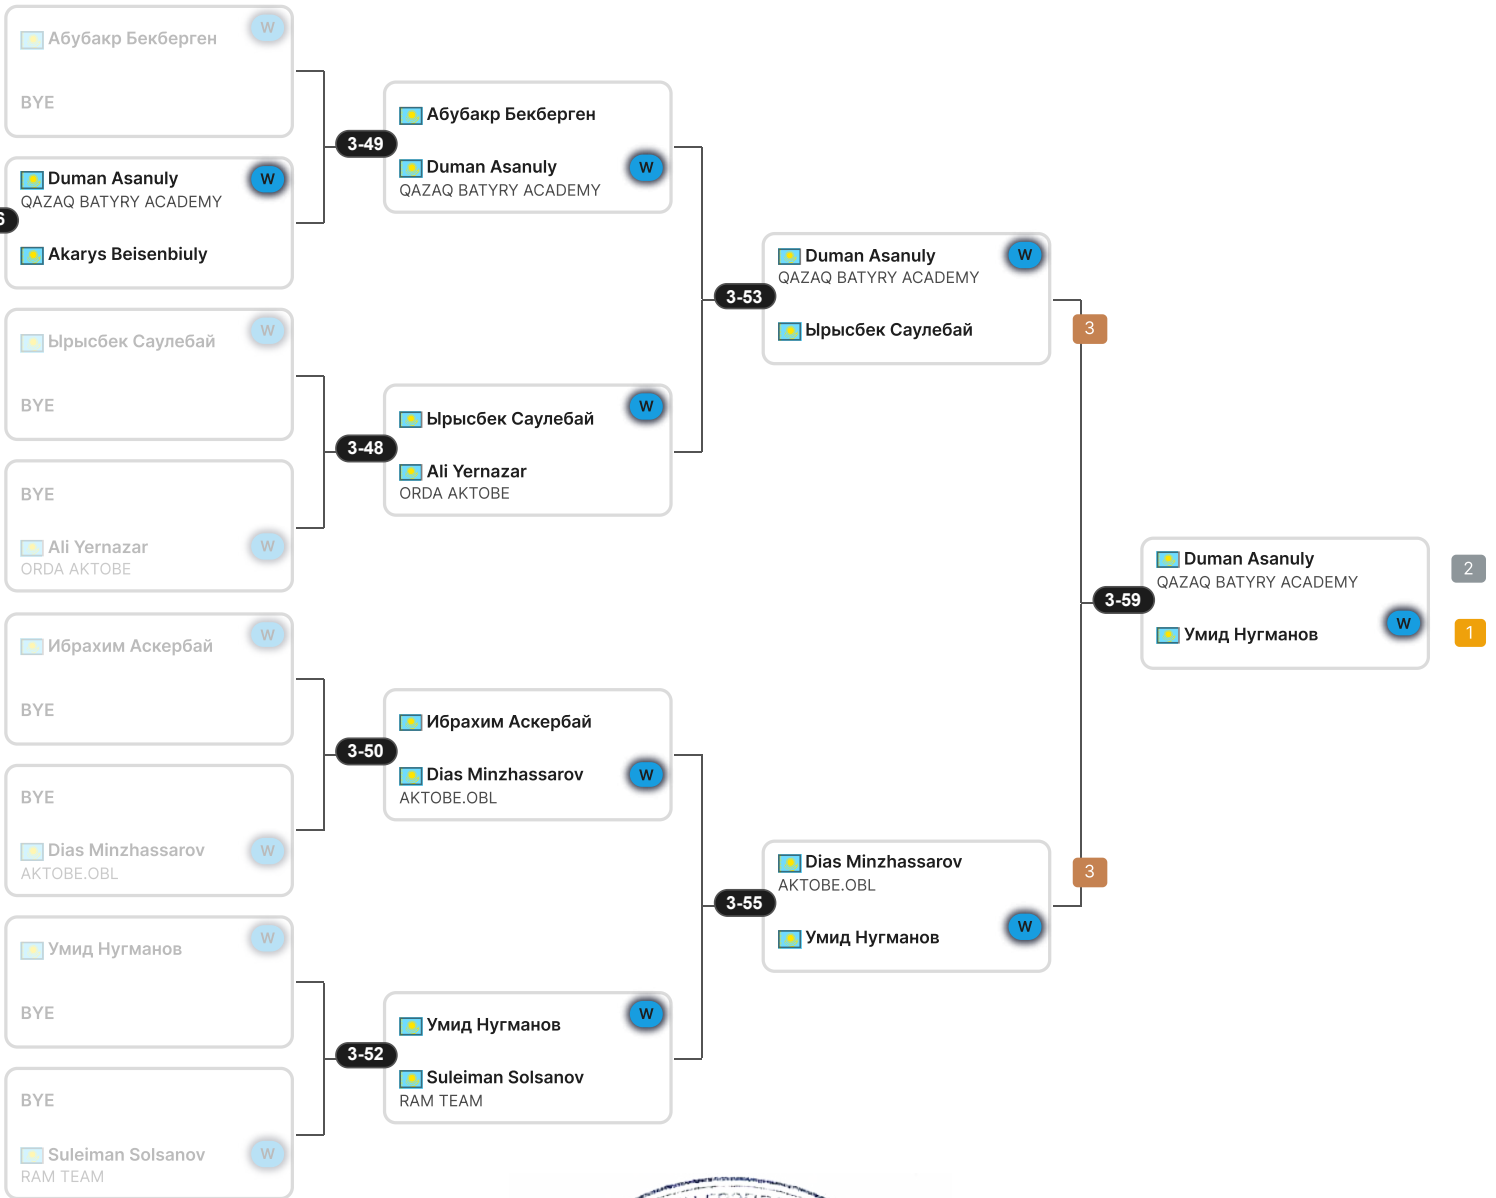 Абубакр Бекберген
W
BYE
Duman Asanuly
W
QAZAQ BATYRY ACADEMY
6
Akarys Beisenbiuly
Ырысбек Саулебай
W
BYE
BYE
Ali Yernazar
W
ORDA AKTOBE
Ибрахим Аскербай
W
BYE
BYE
Dias Minzhassarov
W
AKTOBE.OBL
Умид Нугманов
W
BYE
BYE
Suleiman Solsanov
W
RAM TEAM
3-49
Абубакр Бекберген
Duman Asanuly
W
QAZAQ BATYRY ACADEMY
3-48
Ырысбек Саулебай
W
Ali Yernazar
ORDA AKTOBE
3-50
Ибрахим Аскербай
Dias Minzhassarov
W
AKTOBE.OBL
3-52
Умид Нугманов
W
Suleiman Solsanov
RAM TEAM
3-53
Duman Asanuly
W
QAZAQ BATYRY ACADEMY
Ырысбек Саулебай
3
3-55
Dias Minzhassarov
AKTOBE.OBL
Умид Нугманов
W
3
3-59
Duman Asanuly
QAZAQ BATYRY ACADEMY
2
Умид Нугманов
W
1